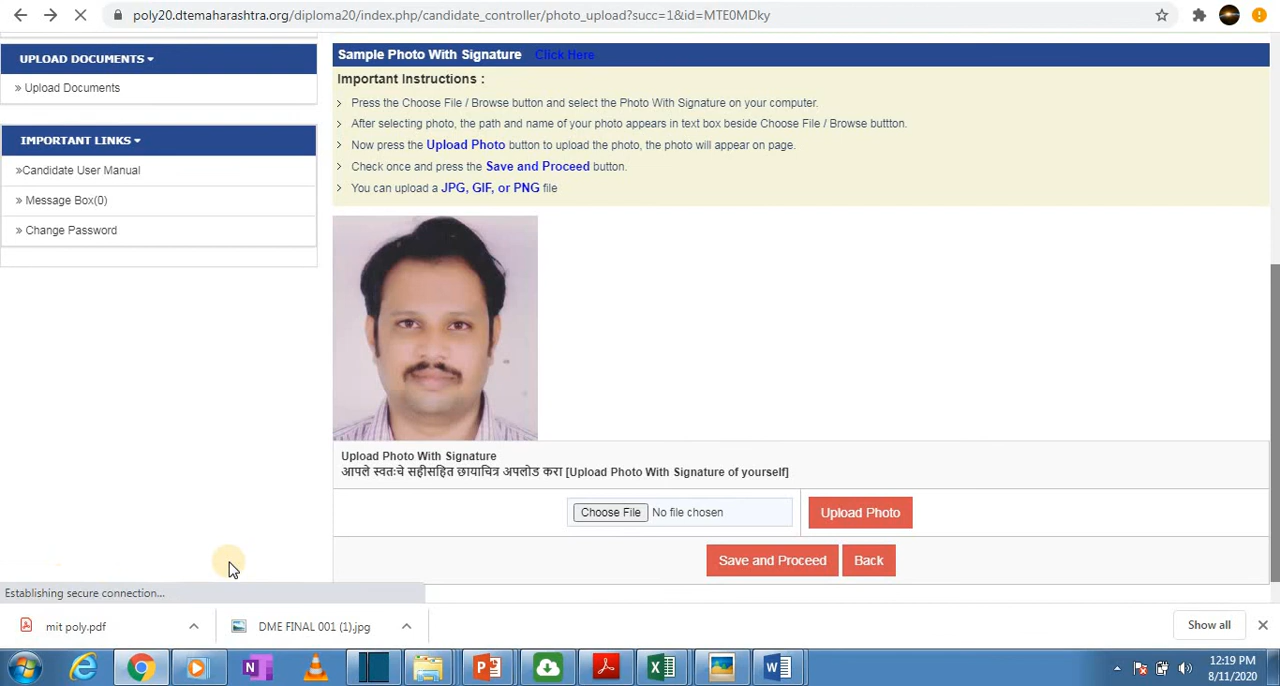 poly20.dtemaharashtra.org/diploma20/index.php/candidate_controller/photo_upload?succ=1&id=MTE0MDky
UPLOAD DOCUMENTS
» Upload Documents
IMPORTANT LINKS
»Candidate User Manual
» Message Box(0)
» Change Password
Sample Photo With Signature Click Here
Important Instructions :
Press the Choose File / Browse button and select the Photo With Signature on your computer.
After selecting photo, the path and name of your photo appears in text box beside Choose File / Browse buttton.
Now press the Upload Photo button to upload the photo, the photo will appear on page.
Check once and press the Save and Proceed button.
You can upload a JPG, GIF, or PNG file
Upload Photo With Signature
आपले स्वतःचे सहीसहित छायाचित्र अपलोड करा [Upload Photo With Signature of yourself]
Choose File No file chosen Upload Photo
Save and Proceed Back
Establishing secure connection...
mit poly.pdf DME FINAL 001 (1).jpg Show all
12:19 PM
8/11/2020